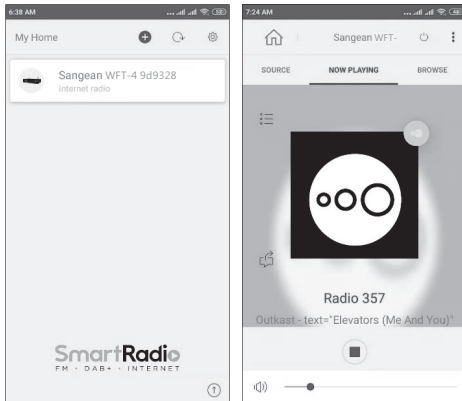 6:38 AM
My Home
Sangean WFT-4 9d9328
Internet radio
SmartRadio
FM · DAB+ · INTERNET
7:24 AM
Sangean WFT-
SOURCE NOW PLAYING BROWSE
Radio 357
Outkast - text="Elevators (Me And You)"